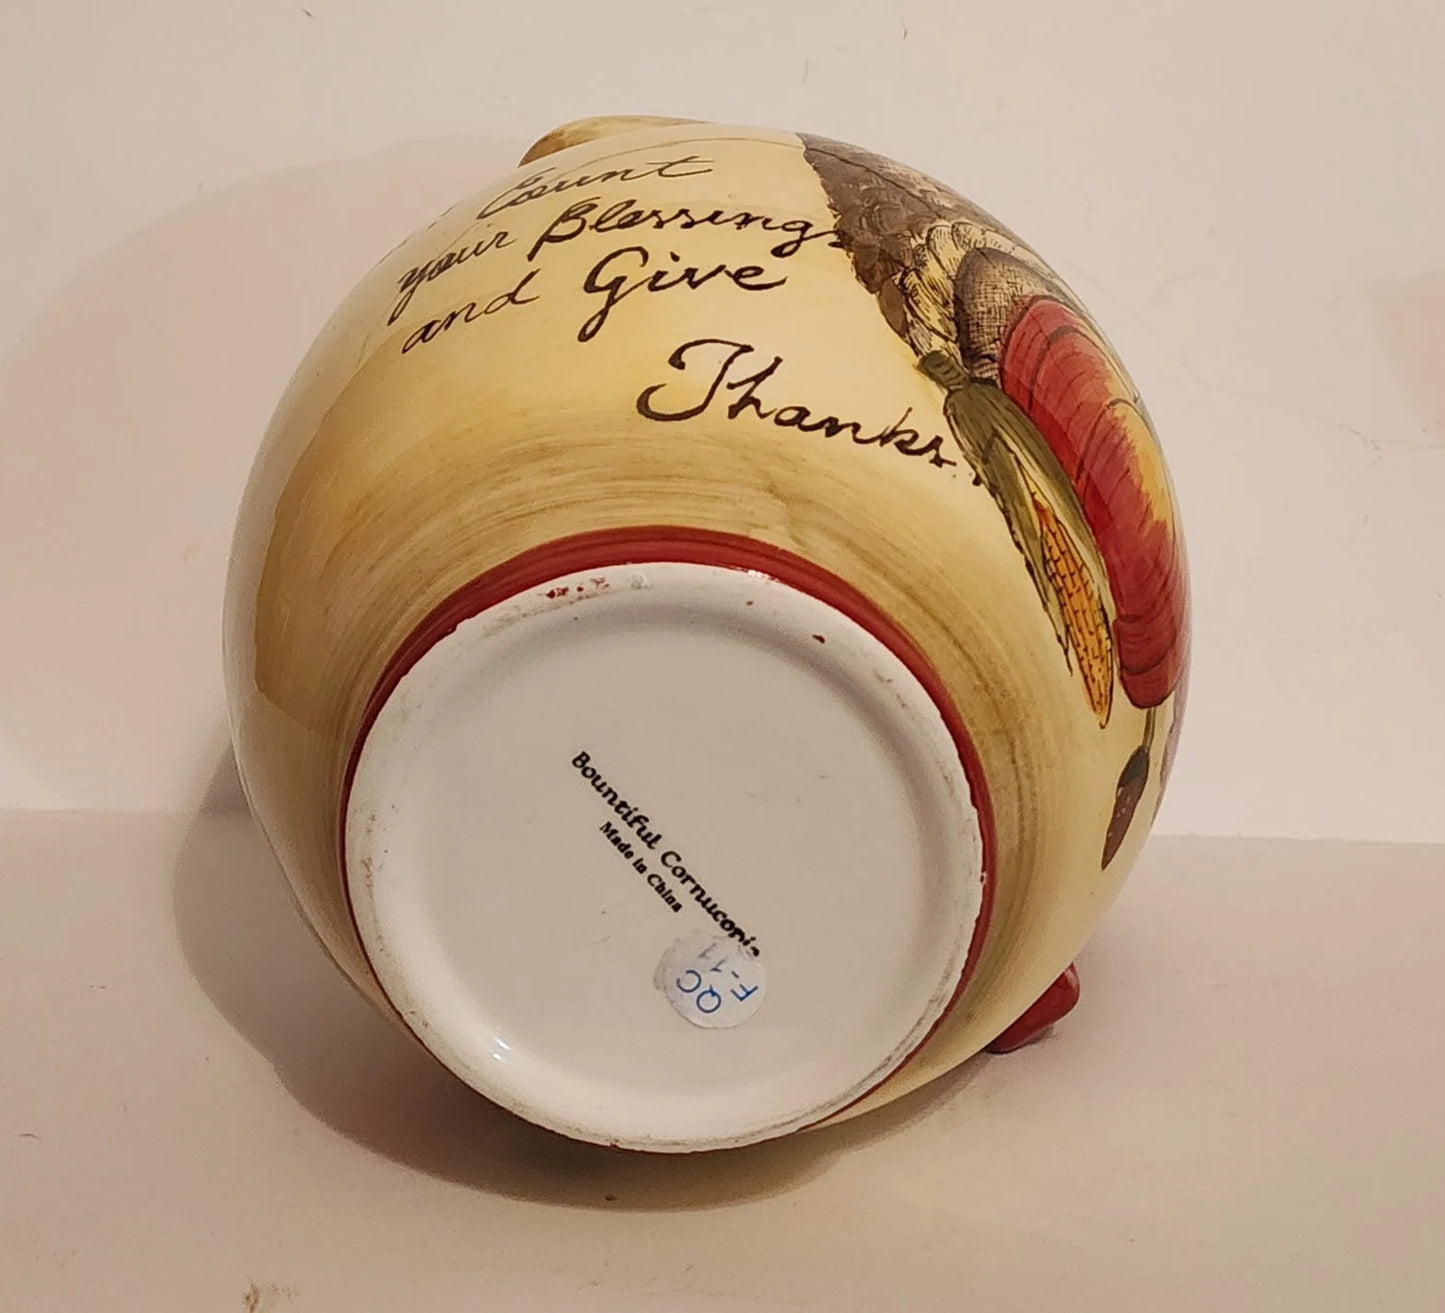 Count
your Blessings
and Give
Thanks.
Bountiful Cornucopia
Made in China
QC
F-11